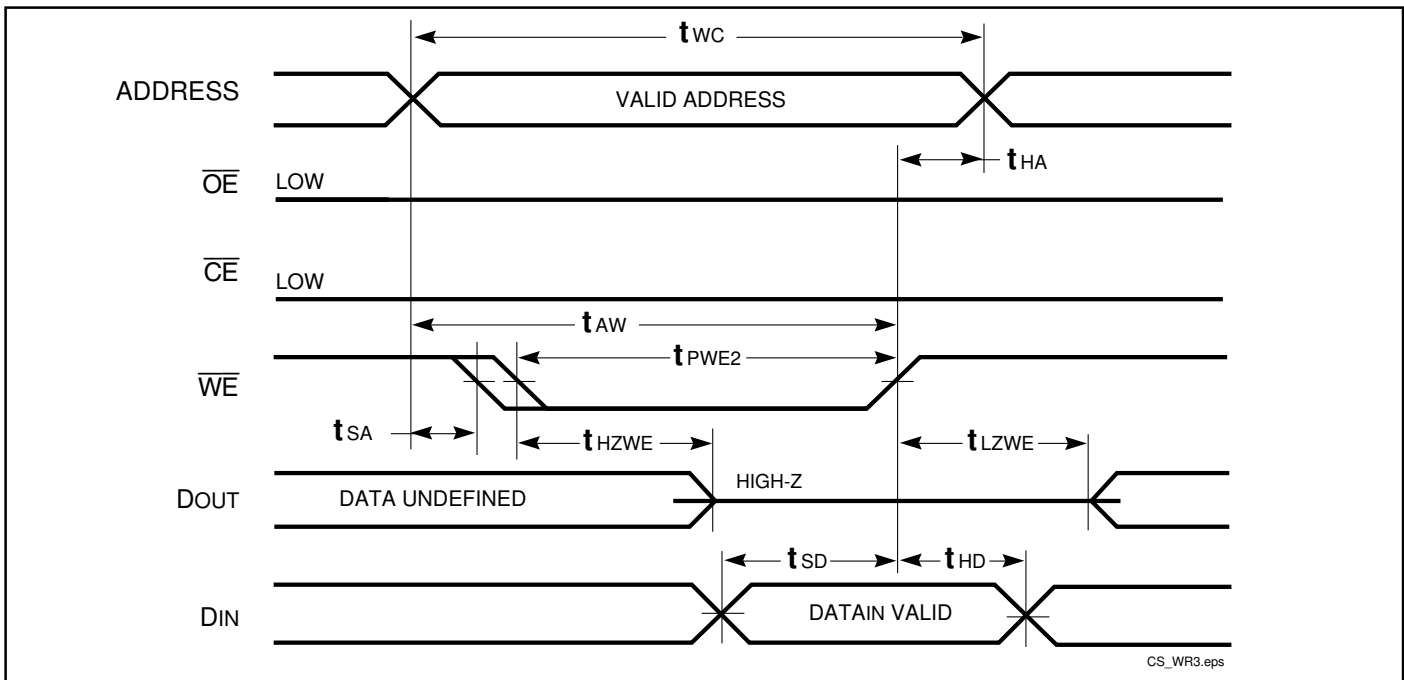 tWC
ADDRESS
VALID ADDRESS
tHA
OE
LOW
CE
LOW
tAW
tPWE2
WE
tSA
tHZWE
tLZWE
HIGH-Z
DOUT
DATA UNDEFINED
tSD
tHD
DIN
DATAIN VALID
CS_WR3.eps